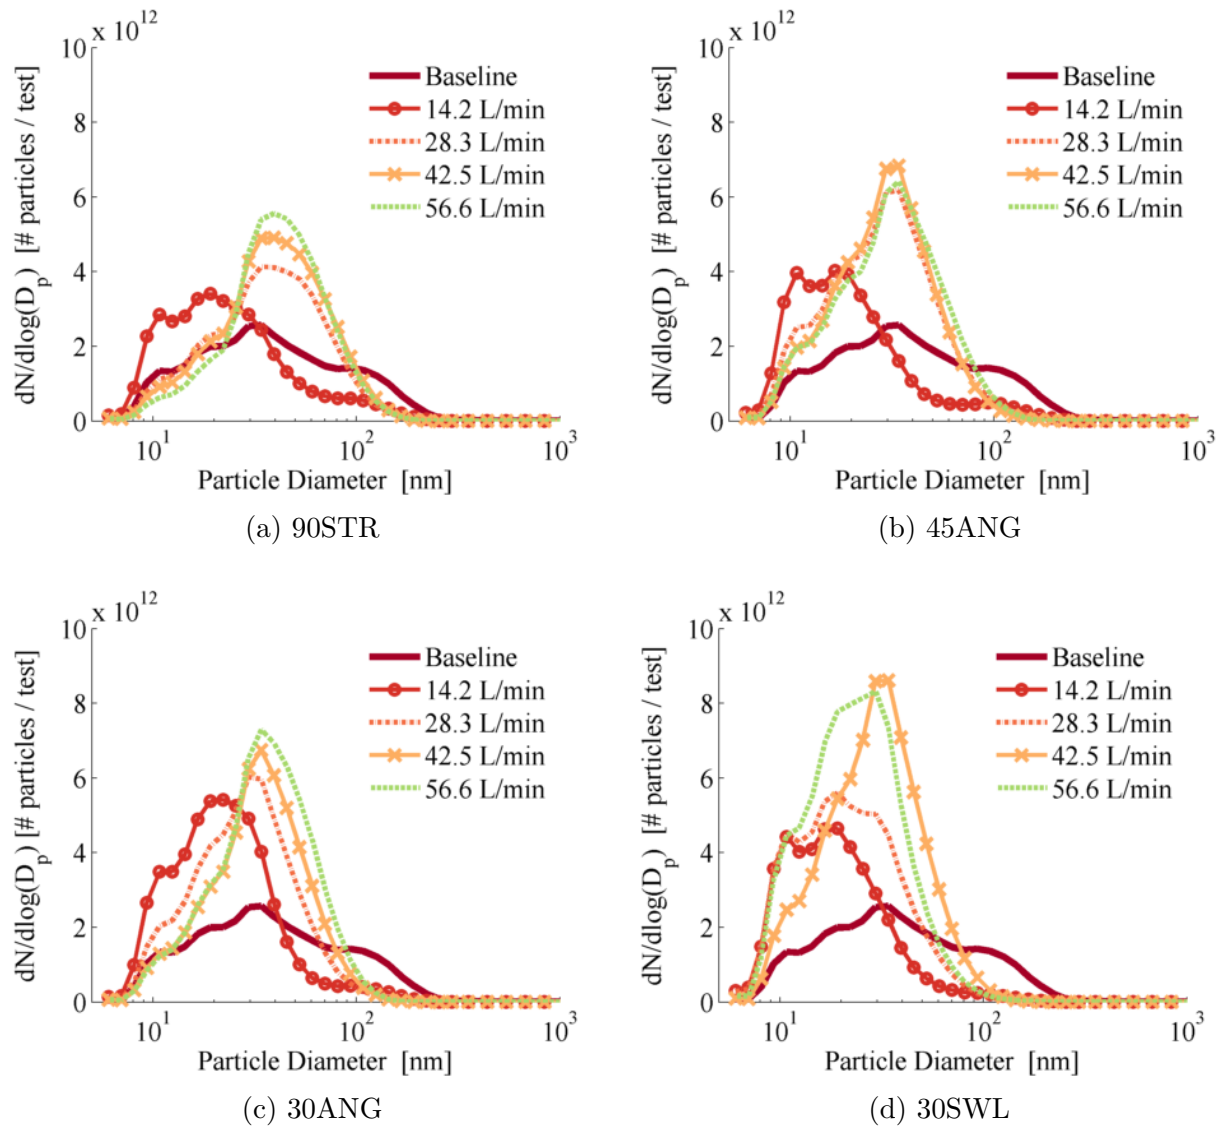 x 10^12
10
8
6
4
2
0
dN/dlog(D_p) [# particles / test]
Baseline
14.2 L/min
28.3 L/min
42.5 L/min
56.6 L/min
10^1 10^2 10^3
Particle Diameter [nm]
(a) 90STR
x 10^12
10
8
6
4
2
0
dN/dlog(D_p) [# particles / test]
Baseline
14.2 L/min
28.3 L/min
42.5 L/min
56.6 L/min
10^1 10^2 10^3
Particle Diameter [nm]
(b) 45ANG
x 10^12
10
8
6
4
2
0
dN/dlog(D_p) [# particles / test]
Baseline
14.2 L/min
28.3 L/min
42.5 L/min
56.6 L/min
10^1 10^2 10^3
Particle Diameter [nm]
(c) 30ANG
x 10^12
10
8
6
4
2
0
dN/dlog(D_p) [# particles / test]
Baseline
14.2 L/min
28.3 L/min
42.5 L/min
56.6 L/min
10^1 10^2 10^3
Particle Diameter [nm]
(d) 30SWL